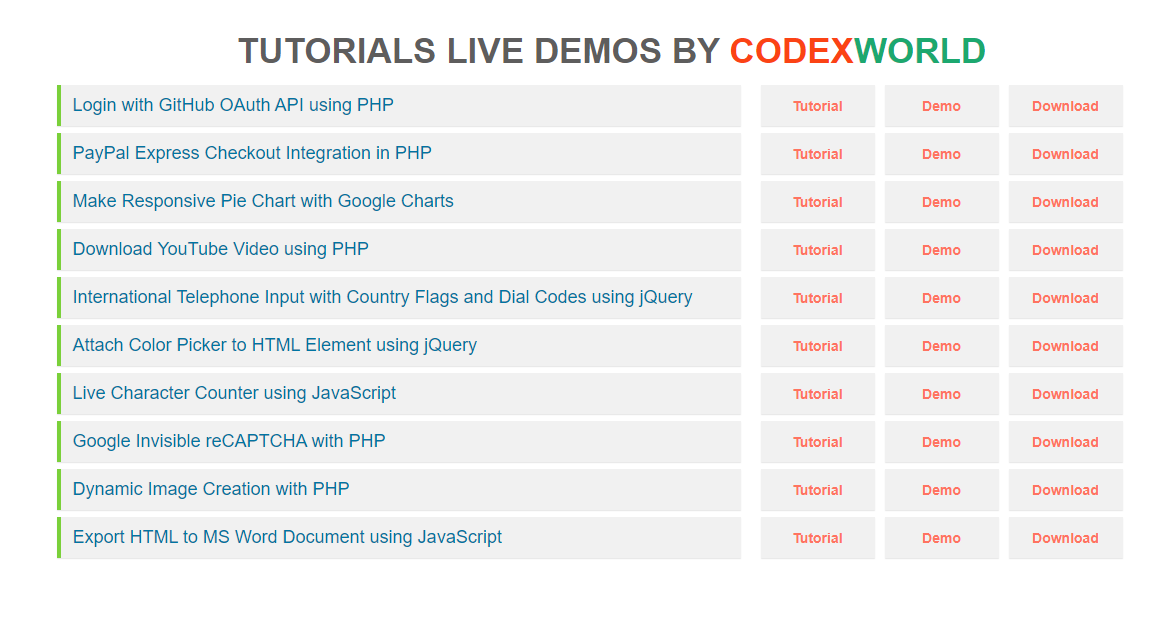 TUTORIALS LIVE DEMOS BY CODEXWORLD
Login with GitHub OAuth API using PHP Tutorial Demo Download
PayPal Express Checkout Integration in PHP Tutorial Demo Download
Make Responsive Pie Chart with Google Charts Tutorial Demo Download
Download YouTube Video using PHP Tutorial Demo Download
International Telephone Input with Country Flags and Dial Codes using jQuery Tutorial Demo Download
Attach Color Picker to HTML Element using jQuery Tutorial Demo Download
Live Character Counter using JavaScript Tutorial Demo Download
Google Invisible reCAPTCHA with PHP Tutorial Demo Download
Dynamic Image Creation with PHP Tutorial Demo Download
Export HTML to MS Word Document using JavaScript Tutorial Demo Download